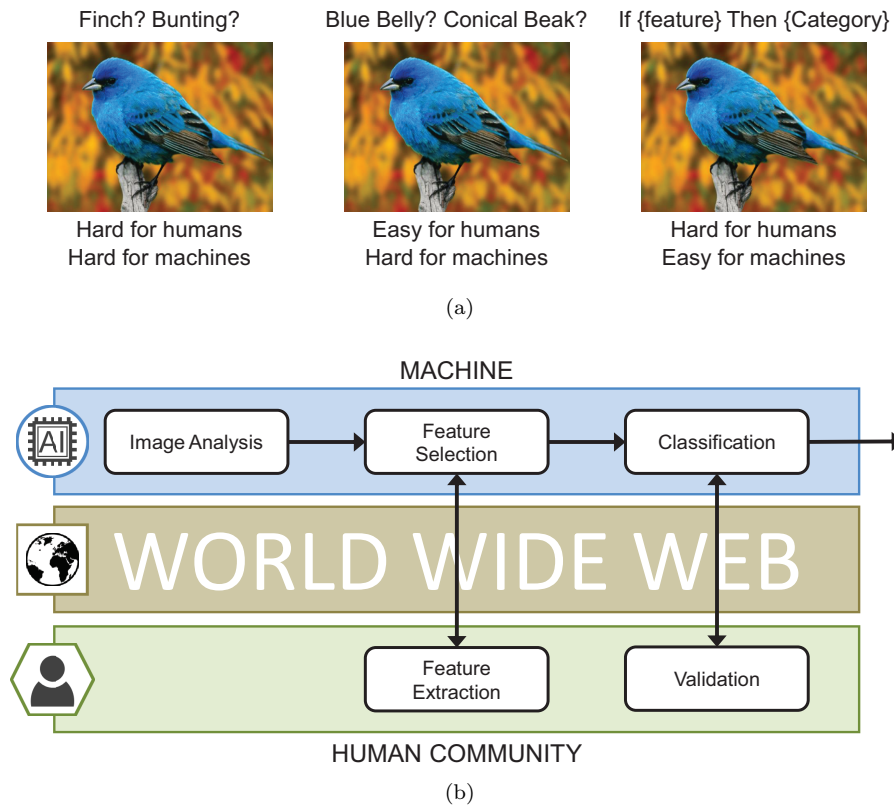 Finch? Bunting?
Blue Belly? Conical Beak?
If {feature} Then {Category}
Hard for humans
Hard for machines
Easy for humans
Hard for machines
Hard for humans
Easy for machines
(a)
MACHINE
AI
Image Analysis
Feature
Selection
Classification
WORLD WIDE WEB
Feature
Extraction
Validation
HUMAN COMMUNITY
(b)